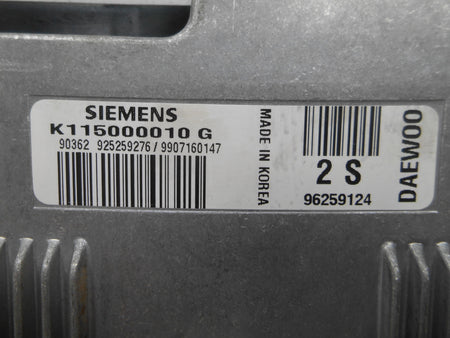 SIEMENS
K115000010 G
90362 925259276 / 9907160147
MADE IN KOREA
2 S
96259124
DAEWOO